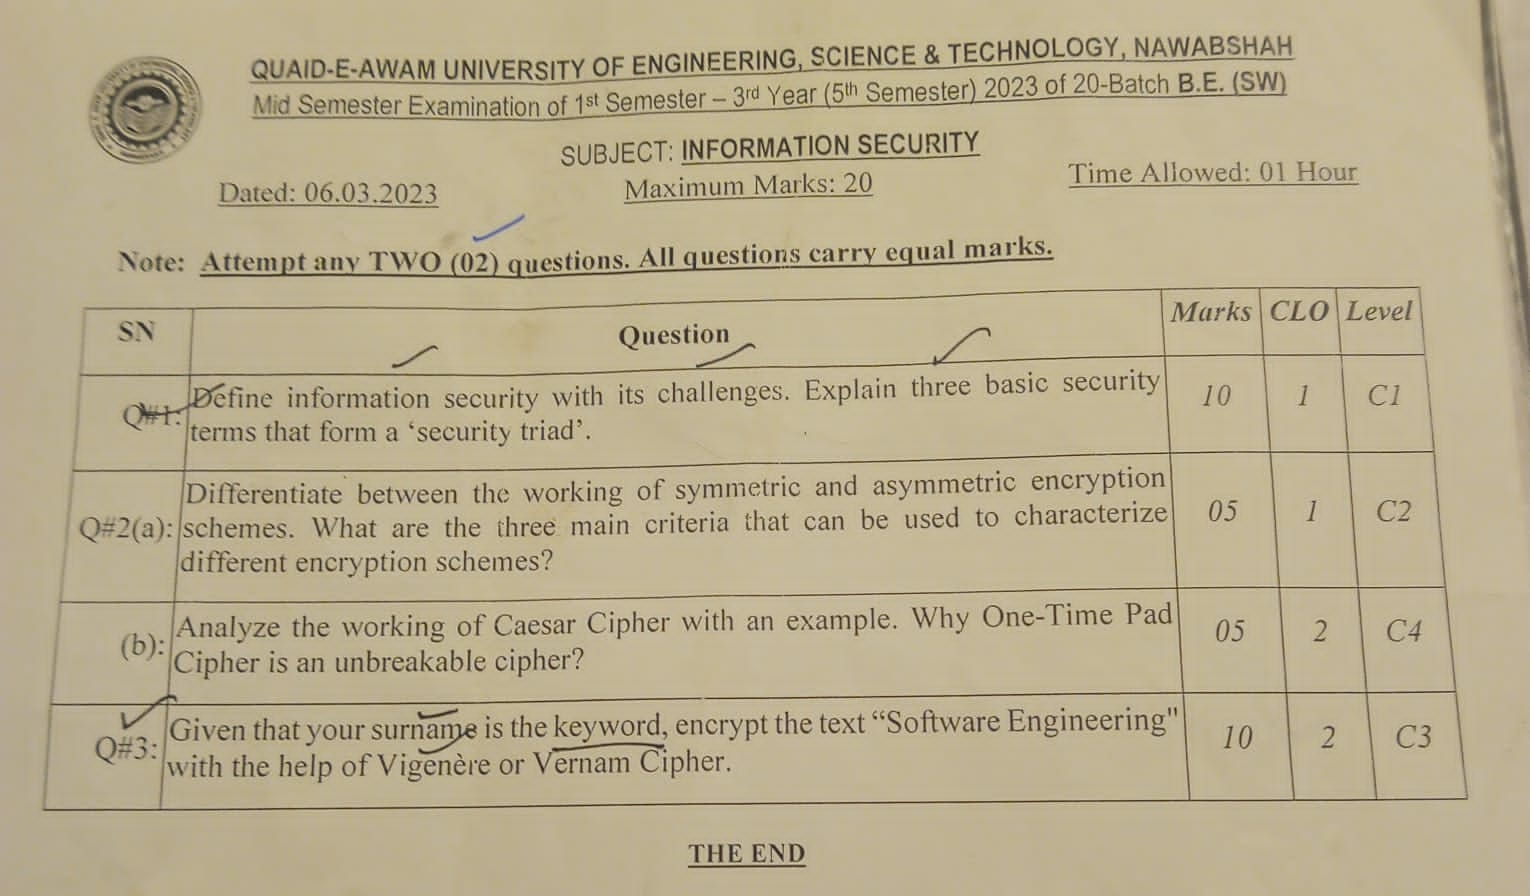 QUAID-E-AWAM UNIVERSITY OF ENGINEERING, SCIENCE & TECHNOLOGY, NAWABSHAH
Mid Semester Examination of 1st Semester – 3rd Year (5th Semester) 2023 of 20-Batch B.E. (SW)
SUBJECT: INFORMATION SECURITY
Dated: 06.03.2023 Maximum Marks: 20 Time Allowed: 01 Hour
Note: Attempt any TWO (02) questions. All questions carry equal marks.
SN Question Marks CLO Level
Q#1: Define information security with its challenges. Explain three basic security 10 1 C1
terms that form a ‘security triad’.
Differentiate between the working of symmetric and asymmetric encryption
Q#2(a): schemes. What are the three main criteria that can be used to characterize 05 1 C2
different encryption schemes?
(b): Analyze the working of Caesar Cipher with an example. Why One-Time Pad 05 2 C4
Cipher is an unbreakable cipher?
Q#3: Given that your surname is the keyword, encrypt the text “Software Engineering" 10 2 C3
with the help of Vigenère or Vernam Cipher.
THE END